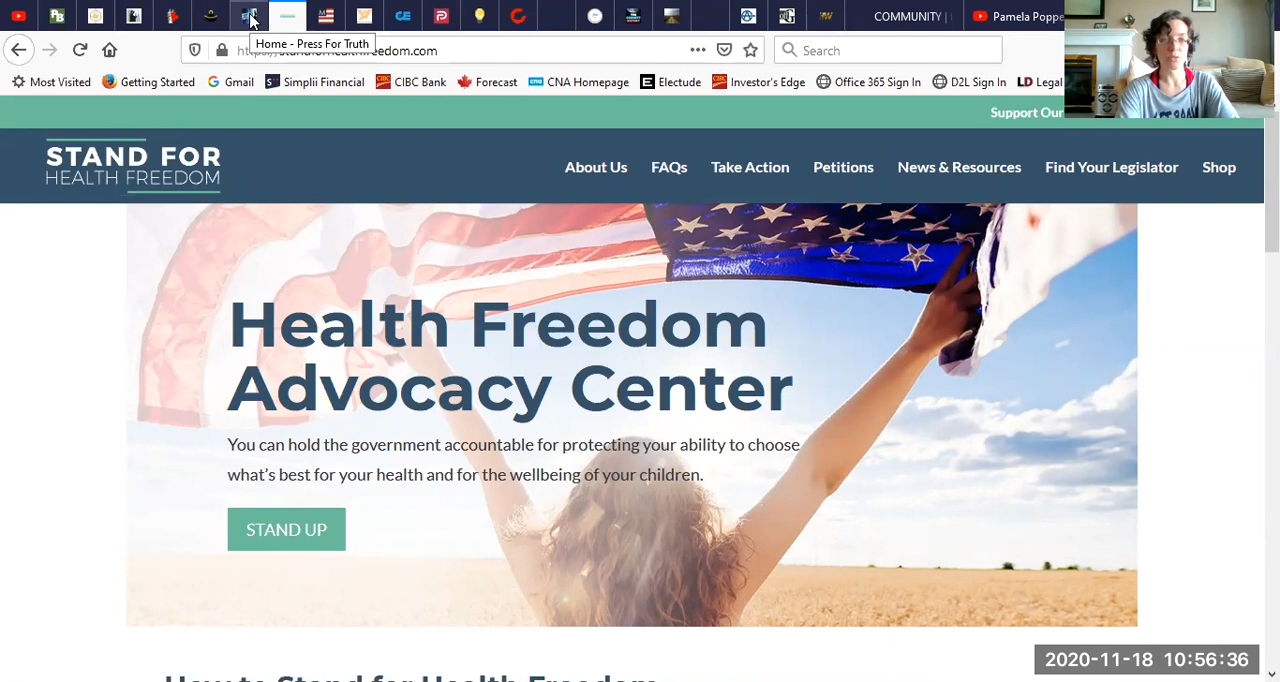 COMMUNITY
Pamela Poppe
Home - Press For Truth
Search
Most Visited
Getting Started
Gmail
Simplii Financial
CIBC Bank
Forecast
CNA Homepage
Electude
Investor's Edge
Office 365 Sign In
D2L Sign In
Legal
Support Our
STAND FOR
HEALTH FREEDOM
About Us
FAQs
Take Action
Petitions
News & Resources
Find Your Legislator
Shop
Health Freedom
Advocacy Center
You can hold the government accountable for protecting your ability to choose
what's best for your health and for the wellbeing of your children.
STAND UP
2020-11-18 10:56:36